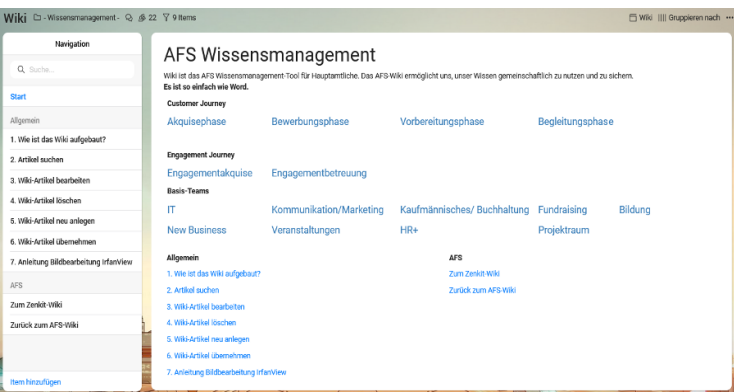 Wiki - Wissensmanagement - 22 9 Items Wiki Gruppieren nach
Navigation
Suche...
Start
Allgemein
1. Wie ist das Wiki aufgebaut?
2. Artikel suchen
3. Wiki-Artikel bearbeiten
4. Wiki-Artikel löschen
5. Wiki-Artikel neu anlegen
6. Wiki-Artikel übernehmen
7. Anleitung Bildbearbeitung IrfanView
AFS
Zum Zenkit-Wiki
Zurück zum AFS-Wiki
Item hinzufügen
AFS Wissensmanagement
Wiki ist das AFS Wissensmanagement-Tool für Hauptamtliche. Das AFS-Wiki ermöglicht uns, unser Wissen gemeinschaftlich zu nutzen und zu sichern.
Es ist so einfach wie Word.
Customer Journey
Akquisephase Bewerbungsphase Vorbereitungsphase Begleitungsphase
Engagement Journey
Engagementakquise Engagementbetreuung
Basis-Teams
IT Kommunikation/Marketing Kaufmännisches/ Buchhaltung Fundraising Bildung
New Business Veranstaltungen HR+ Projektraum
Allgemein AFS
1. Wie ist das Wiki aufgebaut? Zum Zenkit-Wiki
2. Artikel suchen Zurück zum AFS-Wiki
3. Wiki-Artikel bearbeiten
4. Wiki-Artikel löschen
5. Wiki-Artikel neu anlegen
6. Wiki-Artikel übernehmen
7. Anleitung Bildbearbeitung IrfanView